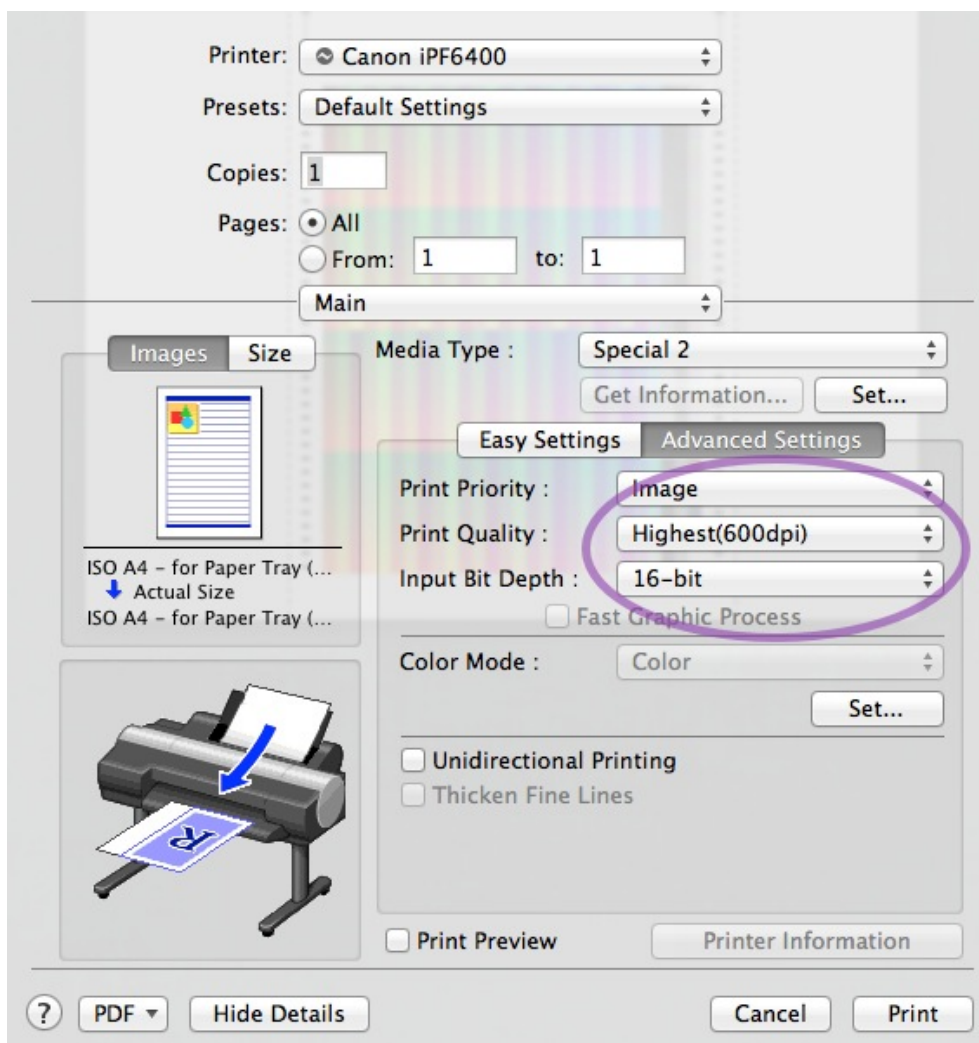 Printer: Canon iPF6400
Presets: Default Settings
Copies: 1
Pages: All
From: 1 to: 1
Main
Images Size
Media Type : Special 2
Get Information... Set...
Easy Settings Advanced Settings
Print Priority : Image
Print Quality : Highest(600dpi)
Input Bit Depth : 16-bit
Fast Graphic Process
ISO A4 - for Paper Tray (...
Actual Size
ISO A4 - for Paper Tray (...
Color Mode : Color
Set...
Unidirectional Printing
Thicken Fine Lines
R
Print Preview Printer Information
? PDF Hide Details Cancel Print